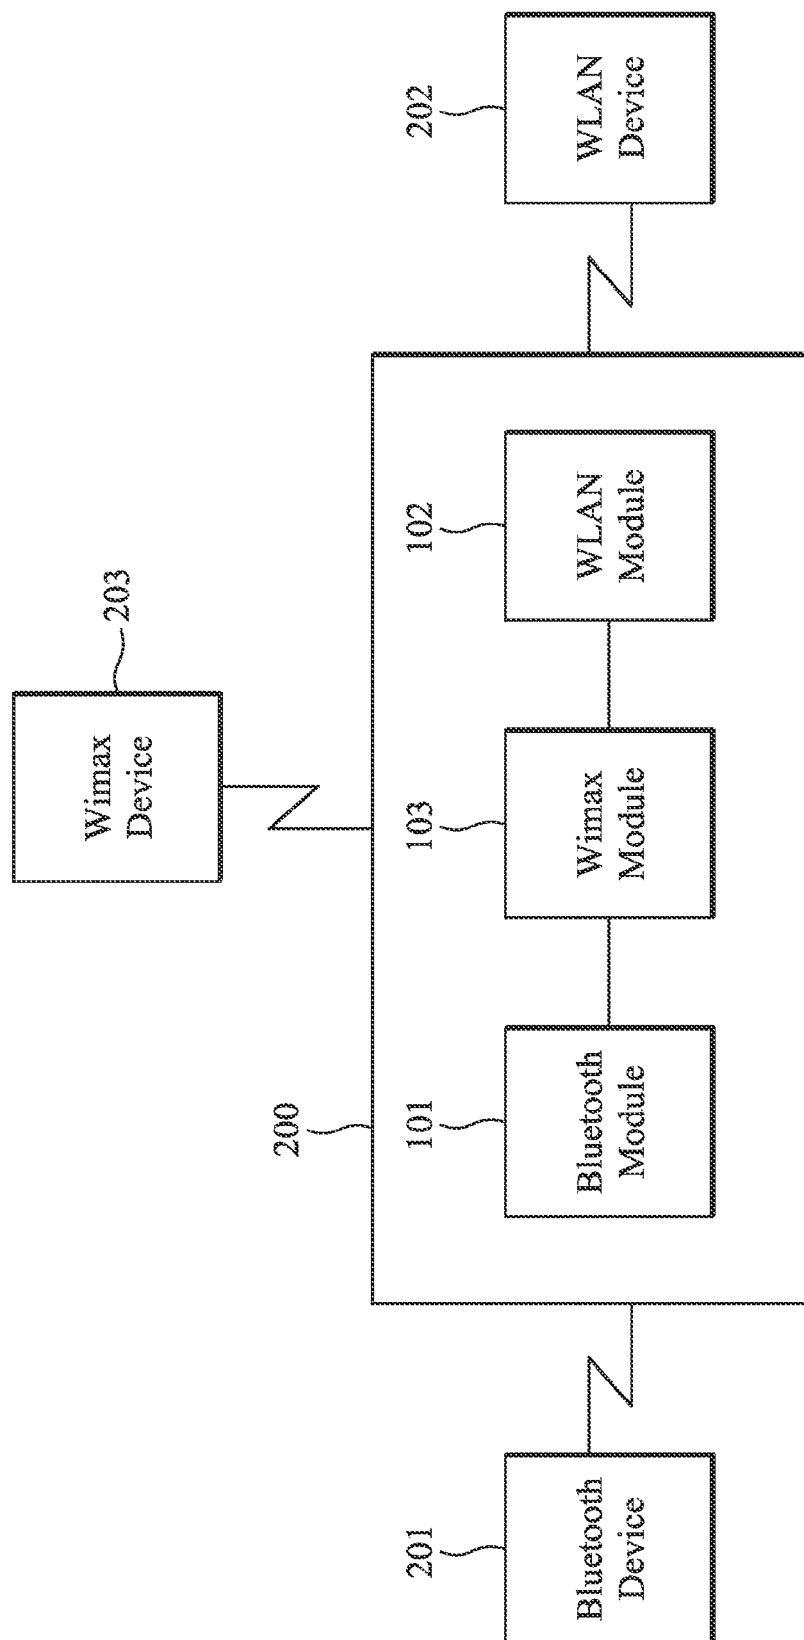 Wimax
Device
203
200
Bluetooth
Device
201
Bluetooth
Module
101
Wimax
Module
103
WLAN
Module
102
WLAN
Device
202